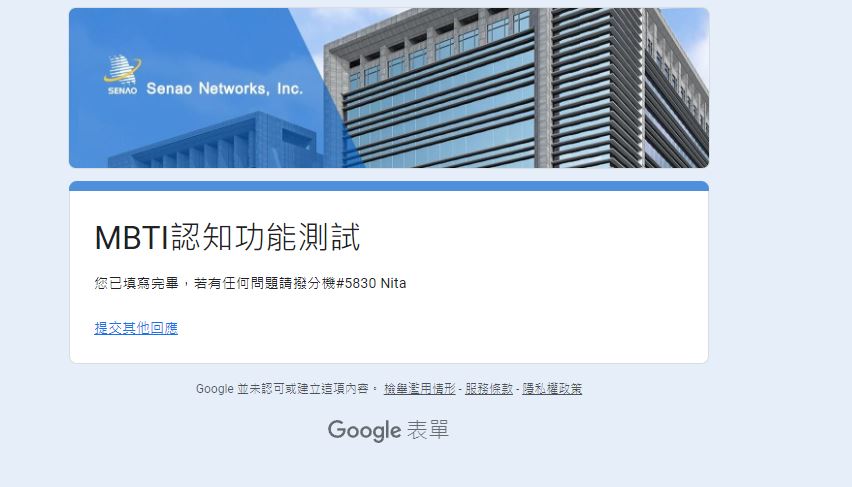 SENAO
Senao Networks, Inc.
MBTI認知功能測試
您已填寫完畢，若有任何問題請撥分機#5830 Nita
提交其他回應
Google 並未認可或建立這項內容。 檢舉濫用情形 - 服務條款 - 隱私權政策
Google 表單